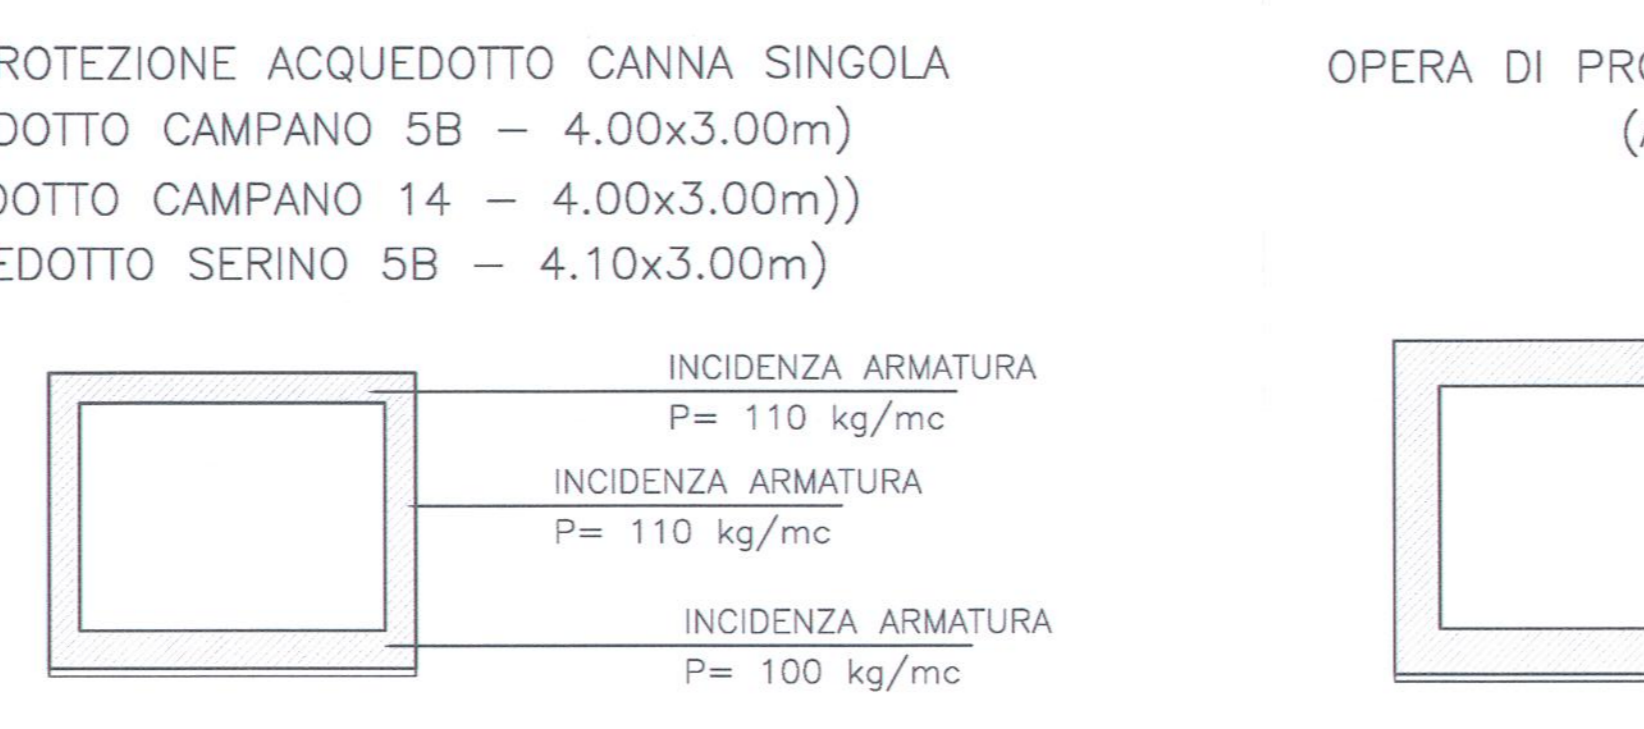 ROTEZIONE ACQUEDOTTO CANNA SINGOLA
DOTTO CAMPANO 5B – 4.00x3.00m)
DOTTO CAMPANO 14 – 4.00x3.00m))
EDOTTO SERINO 5B – 4.10x3.00m)
INCIDENZA ARMATURA
P= 110 kg/mc
INCIDENZA ARMATURA
P= 110 kg/mc
INCIDENZA ARMATURA
P= 100 kg/mc
OPERA DI PRO
(A